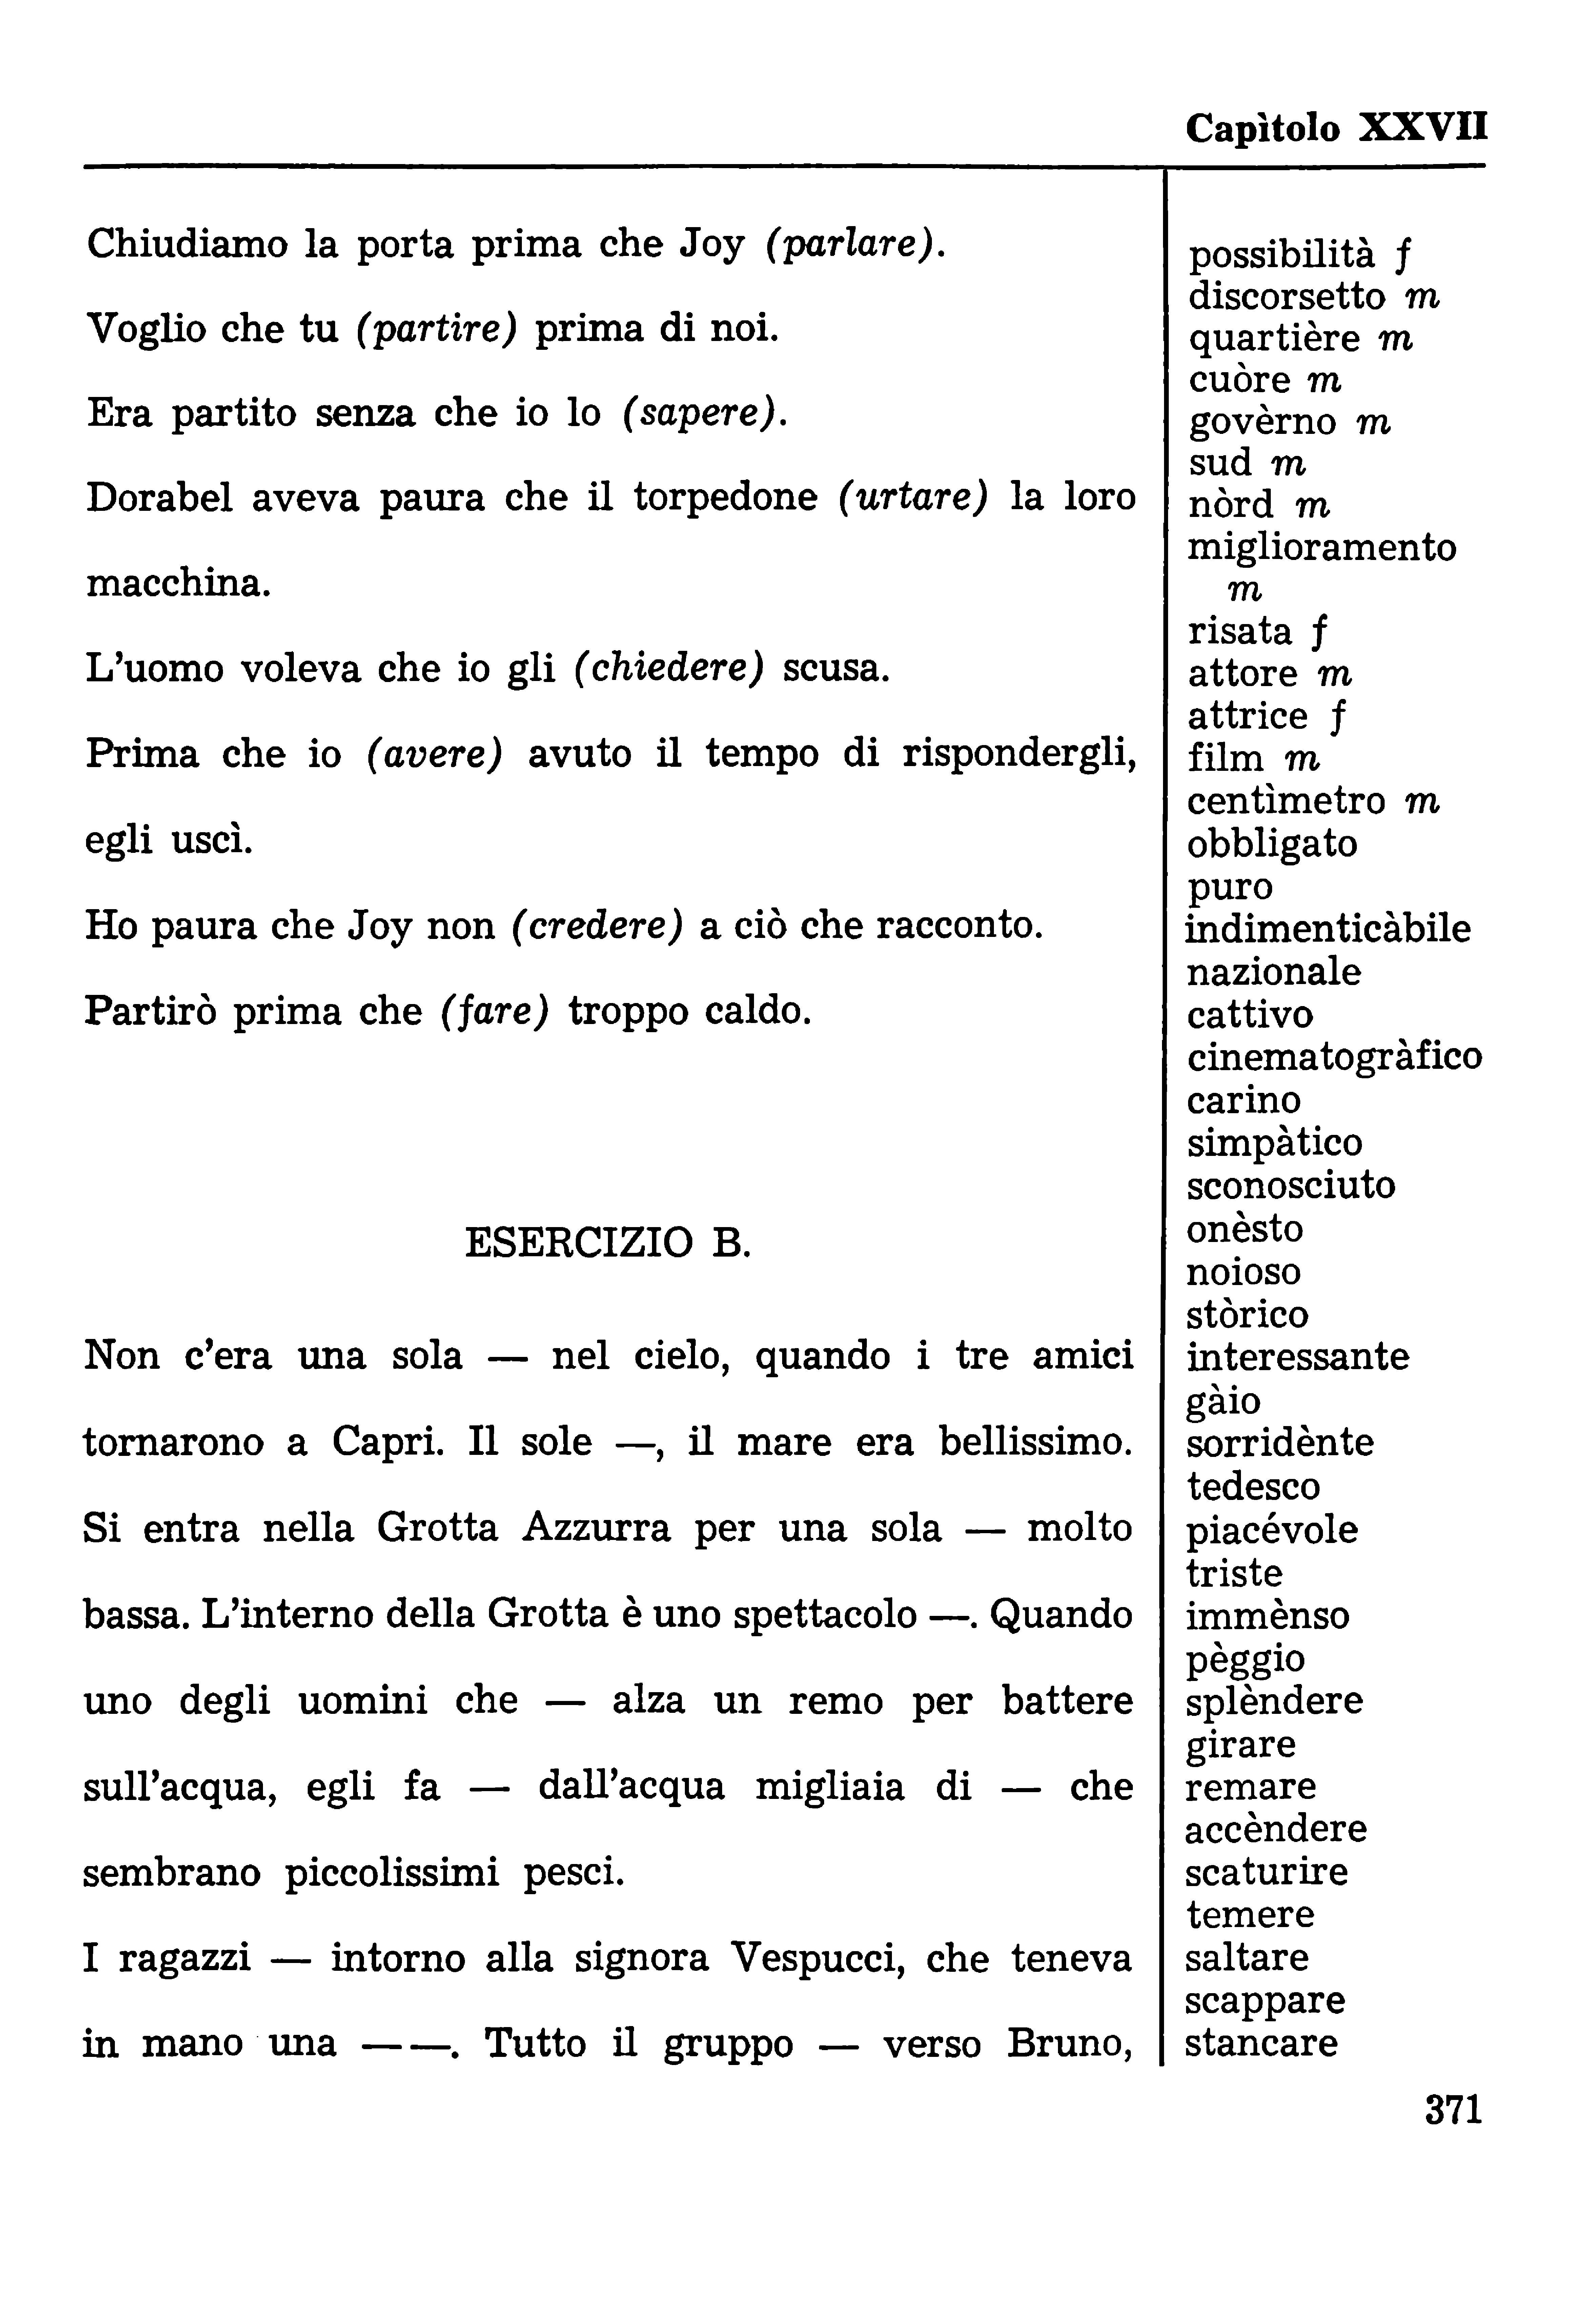 Capìtolo XXVII
Chiudiamo la porta prima che Joy (parlare).
Voglio che tu (partire) prima di noi.
Era partito senza che io lo (sapere).
Dorabel aveva paura che il torpedone (urtare) la loro
macchina.
L'uomo voleva che io gli (chiedere) scusa.
Prima che io (avere) avuto il tempo di rispondergli,
egli uscì.
Ho paura che Joy non (credere) a ciò che racconto.
Partirò prima che (fare) troppo caldo.
ESERCIZIO B.
Non c'era una sola — nel cielo, quando i tre amici
tornarono a Capri. Il sole —, il mare era bellissimo.
Si entra nella Grotta Azzurra per una sola — molto
bassa. L'interno della Grotta è uno spettacolo —. Quando
uno degli uomini che — alza un remo per battere
sull'acqua, egli fa — dall'acqua migliaia di — che
sembrano piccolissimi pesci.
I ragazzi — intorno alla signora Vespucci, che teneva
in mano una — —. Tutto il gruppo — verso Bruno,
possibilità f
discorsetto m
quartière m
cuòre m
govèrno m
sud m
nòrd m
miglioramento
m
risata f
attore m
attrice f
film m
centìmetro m
obbligato
puro
indimenticàbile
nazionale
cattivo
cinematogràfico
carino
simpàtico
sconosciuto
onèsto
noioso
stòrico
interessante
gàio
sorridènte
tedesco
piacévole
triste
immènso
pèggio
splèndere
girare
remare
accèndere
scaturire
temere
saltare
scappare
stancare
371